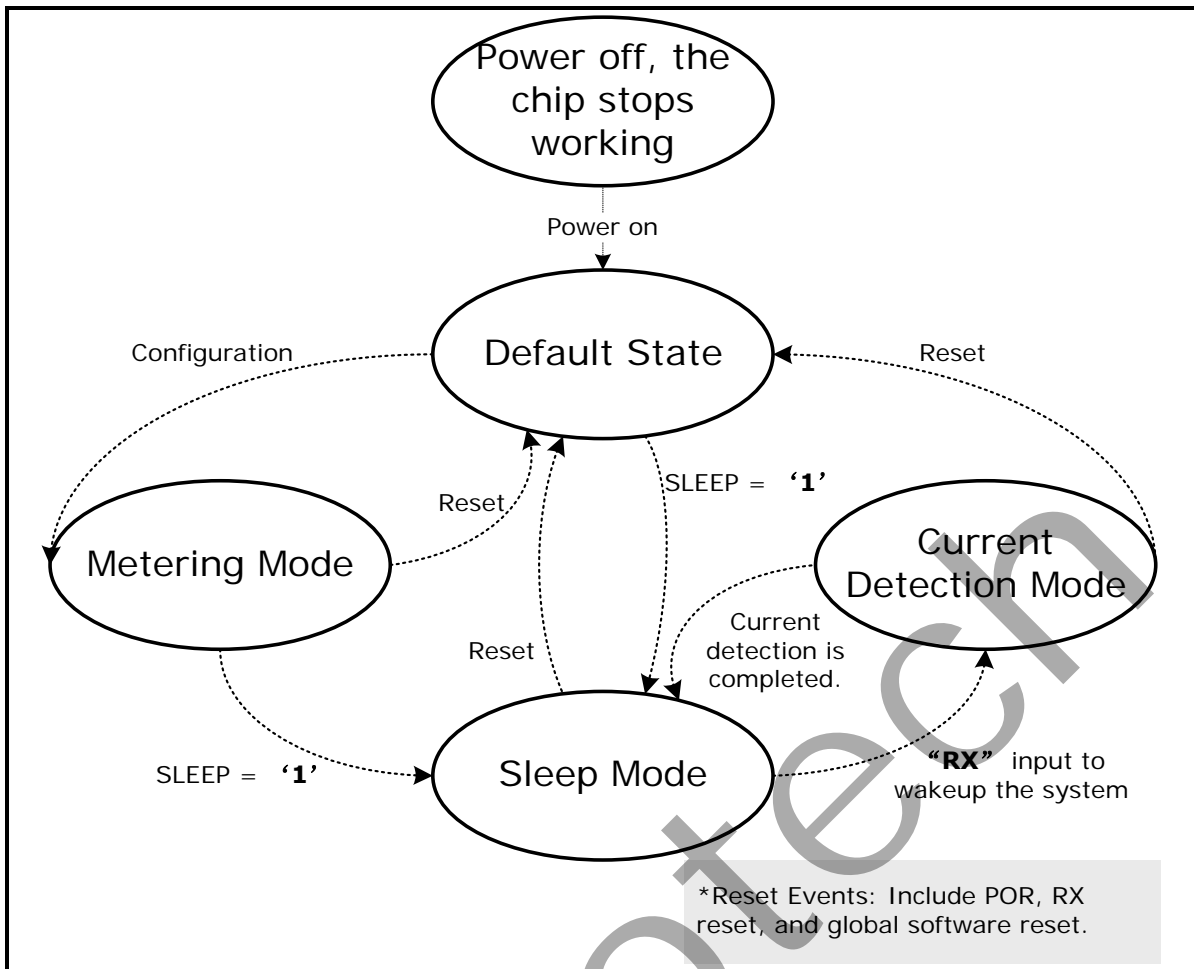 Power off, the
chip stops
working
Power on
Default State
Configuration
Reset
Reset
SLEEP = ‘1’
Metering Mode
Current
Detection Mode
Reset
Current
detection is
completed.
SLEEP = ‘1’
Sleep Mode
“RX” input to
wakeup the system
*Reset Events: Include POR, RX
reset, and global software reset.
otech